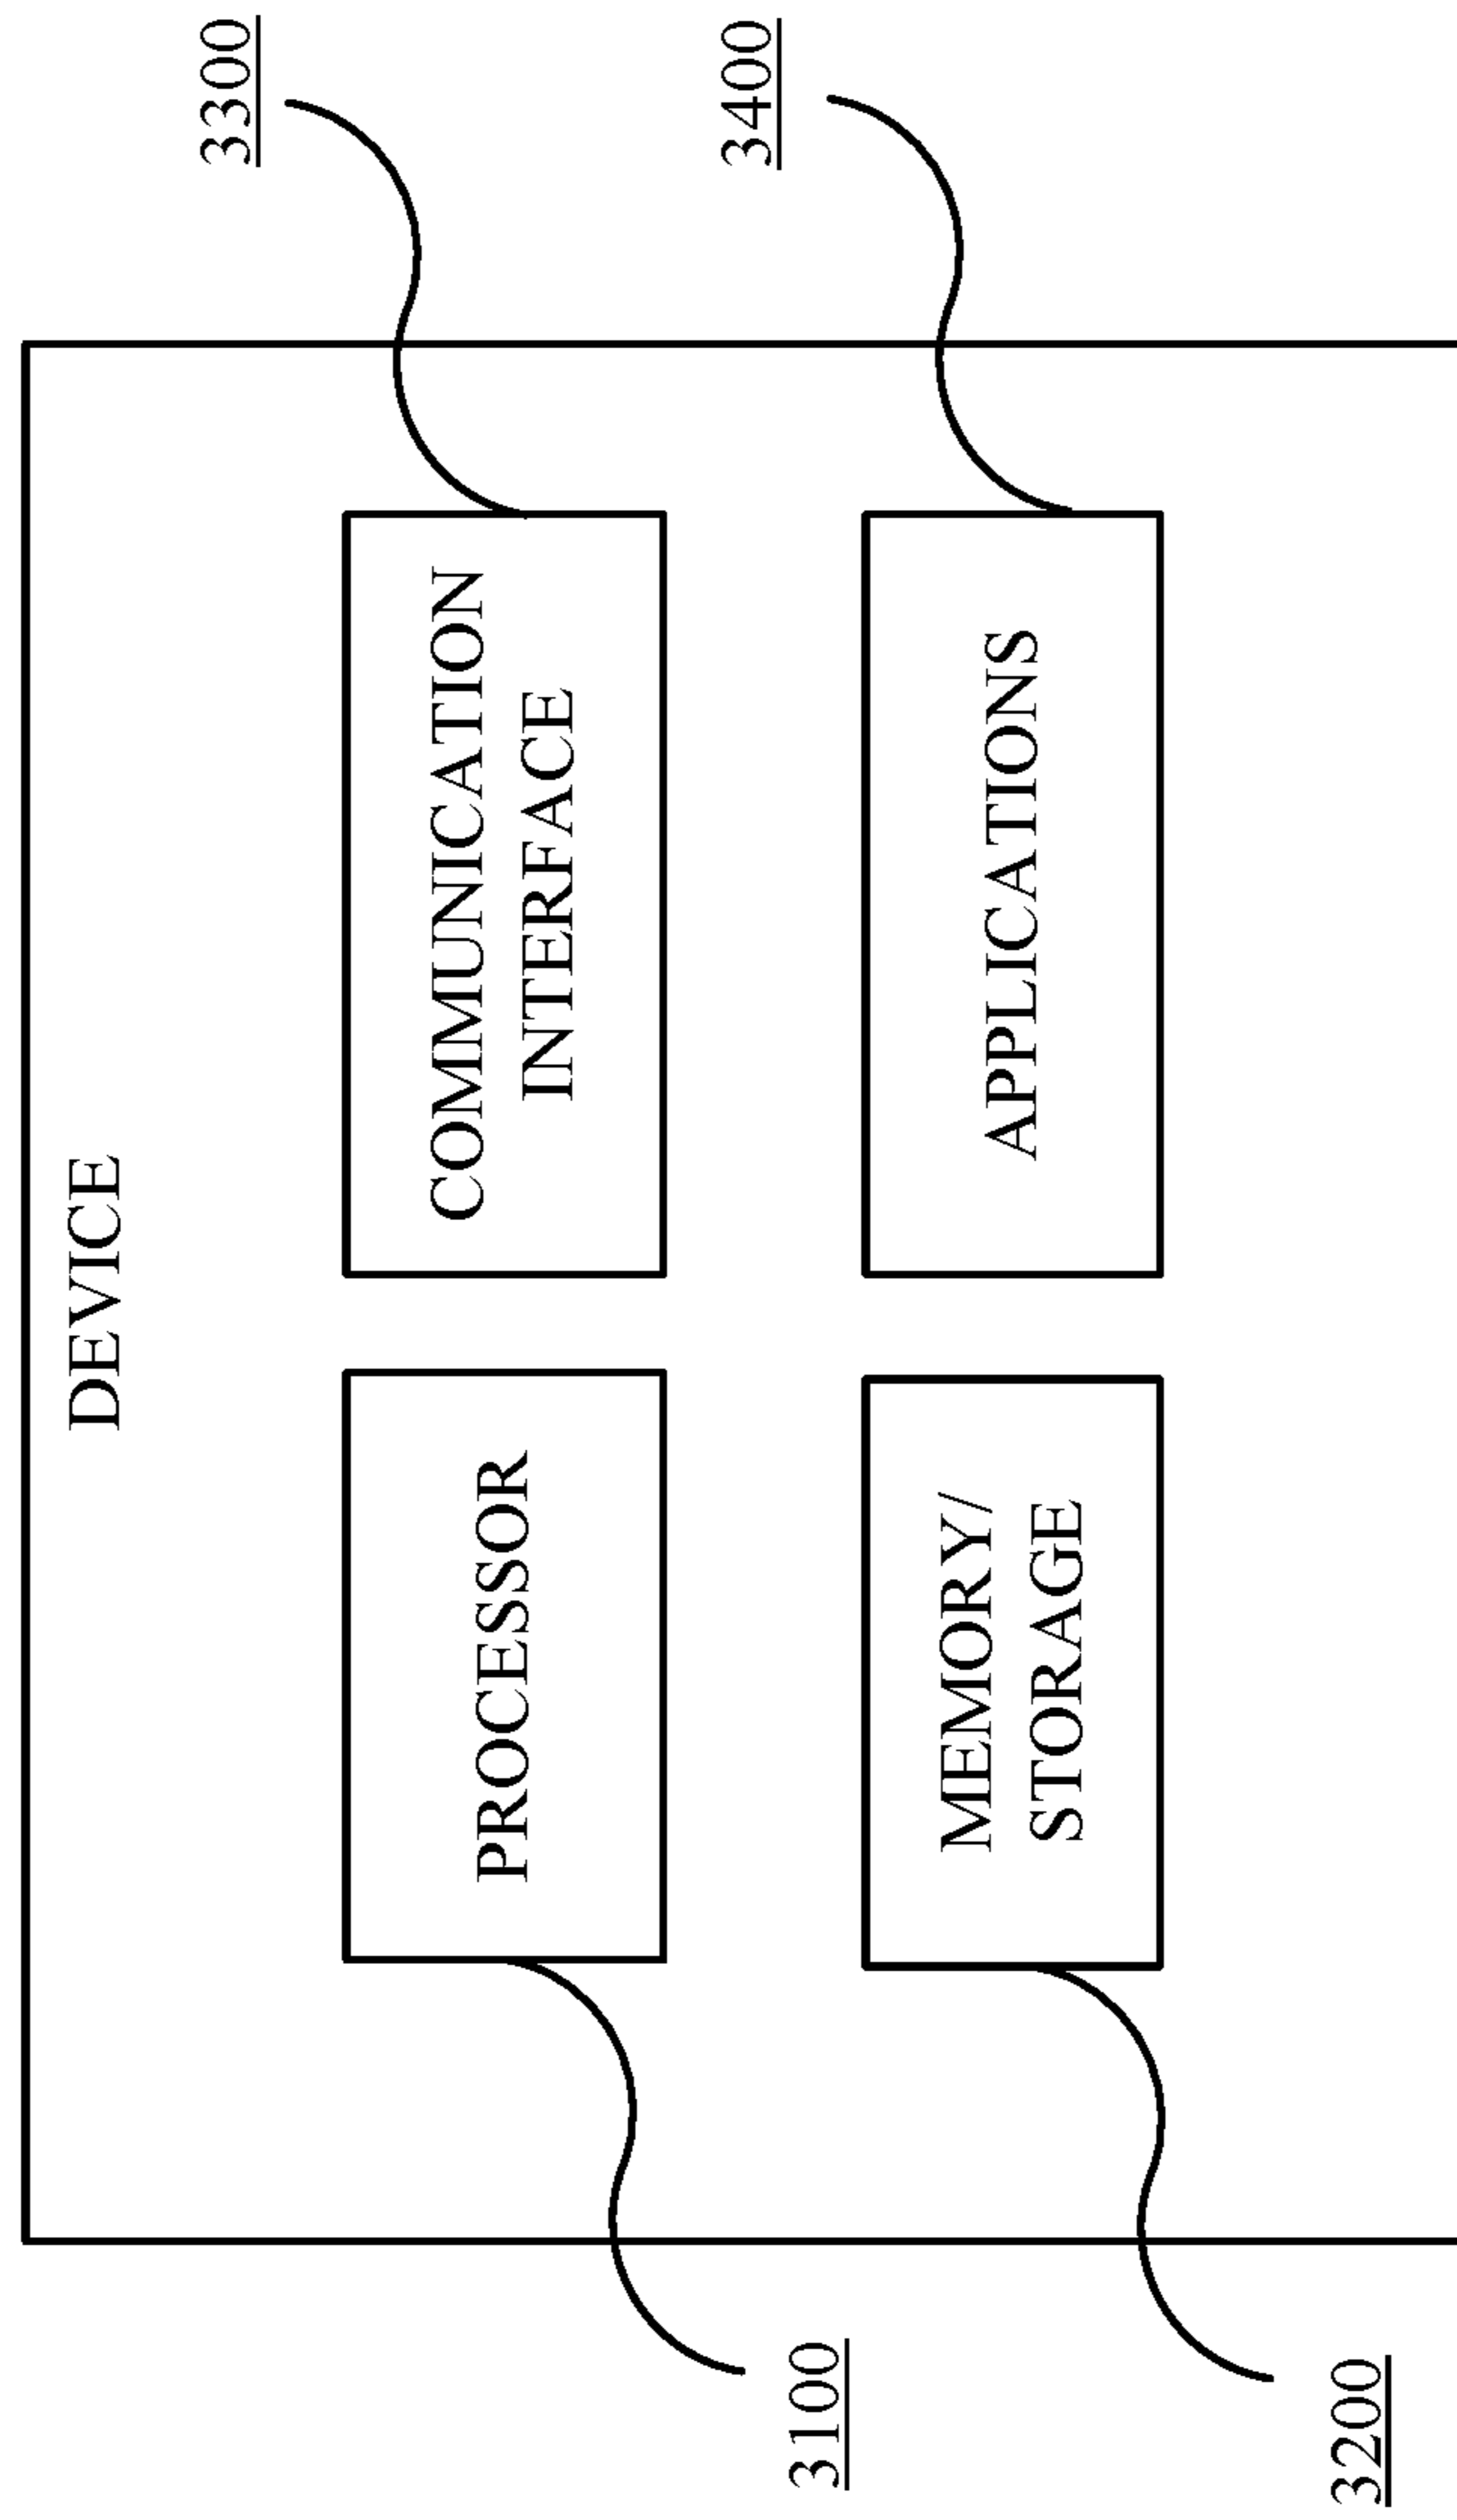 DEVICE
3300
PROCESSOR
COMMUNICATION
INTERFACE
3100
3400
MEMORY/
STORAGE
APPLICATIONS
3200